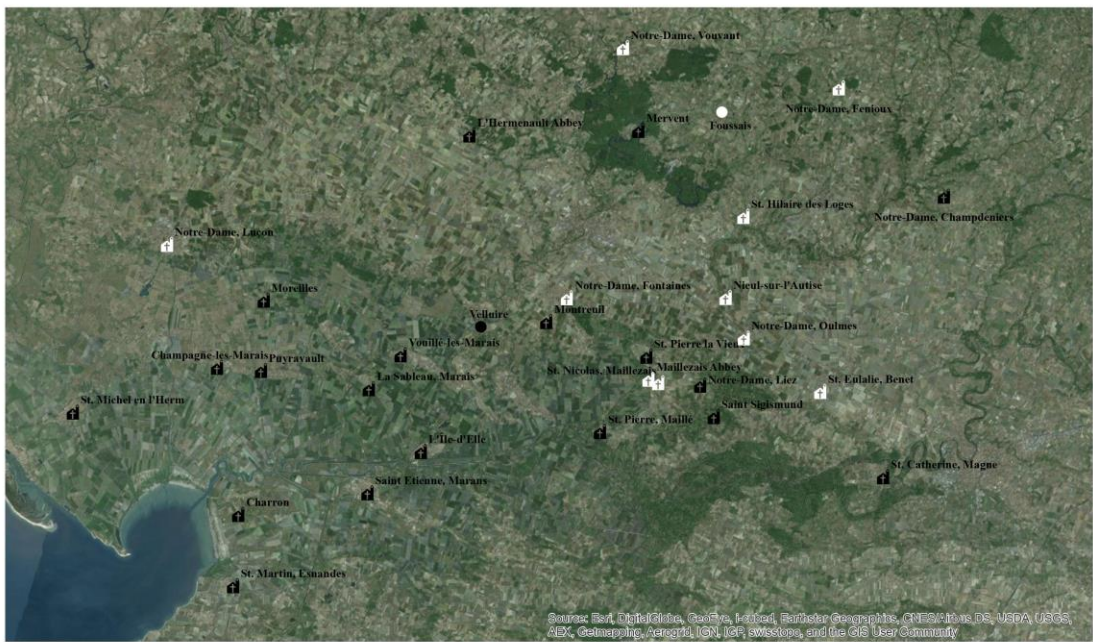 Notre-Dame, Vouvant
Notre-Dame, Fenioux
L'Hermenault Abbey
Mervent
Foussais
St. Hilaire des Loges
Notre-Dame, Champdeniers
Notre-Dame, Luçon
Moreilles
Notre-Dame, Fontaines
Nieul-sur-l'Autise
Velluire
Montreuil
Notre-Dame, Oulmes
Vouillé-les-Marais
St. Pierre la Vieux
Champagne-les-Marais
Puyravault
La Sableau, Marais
St. Nicolas, Maillezais
Maillezais Abbey
Notre-Dame, Liez
St. Eulalie, Benet
St. Michel en l'Herm
Saint Sigismund
St. Pierre, Maillé
L'Île-d'Elle
St. Catherine, Magne
Saint Etienne, Marans
Charron
St. Martin, Esnandes
Source: Esri, DigitalGlobe, GeoEye, i-cubed, Earthstar Geographics, CNES/Airbus DS, USDA, USGS,
AEX, Getmapping, Aerogrid, IGN, IGP, swisstopo, and the GIS User Community